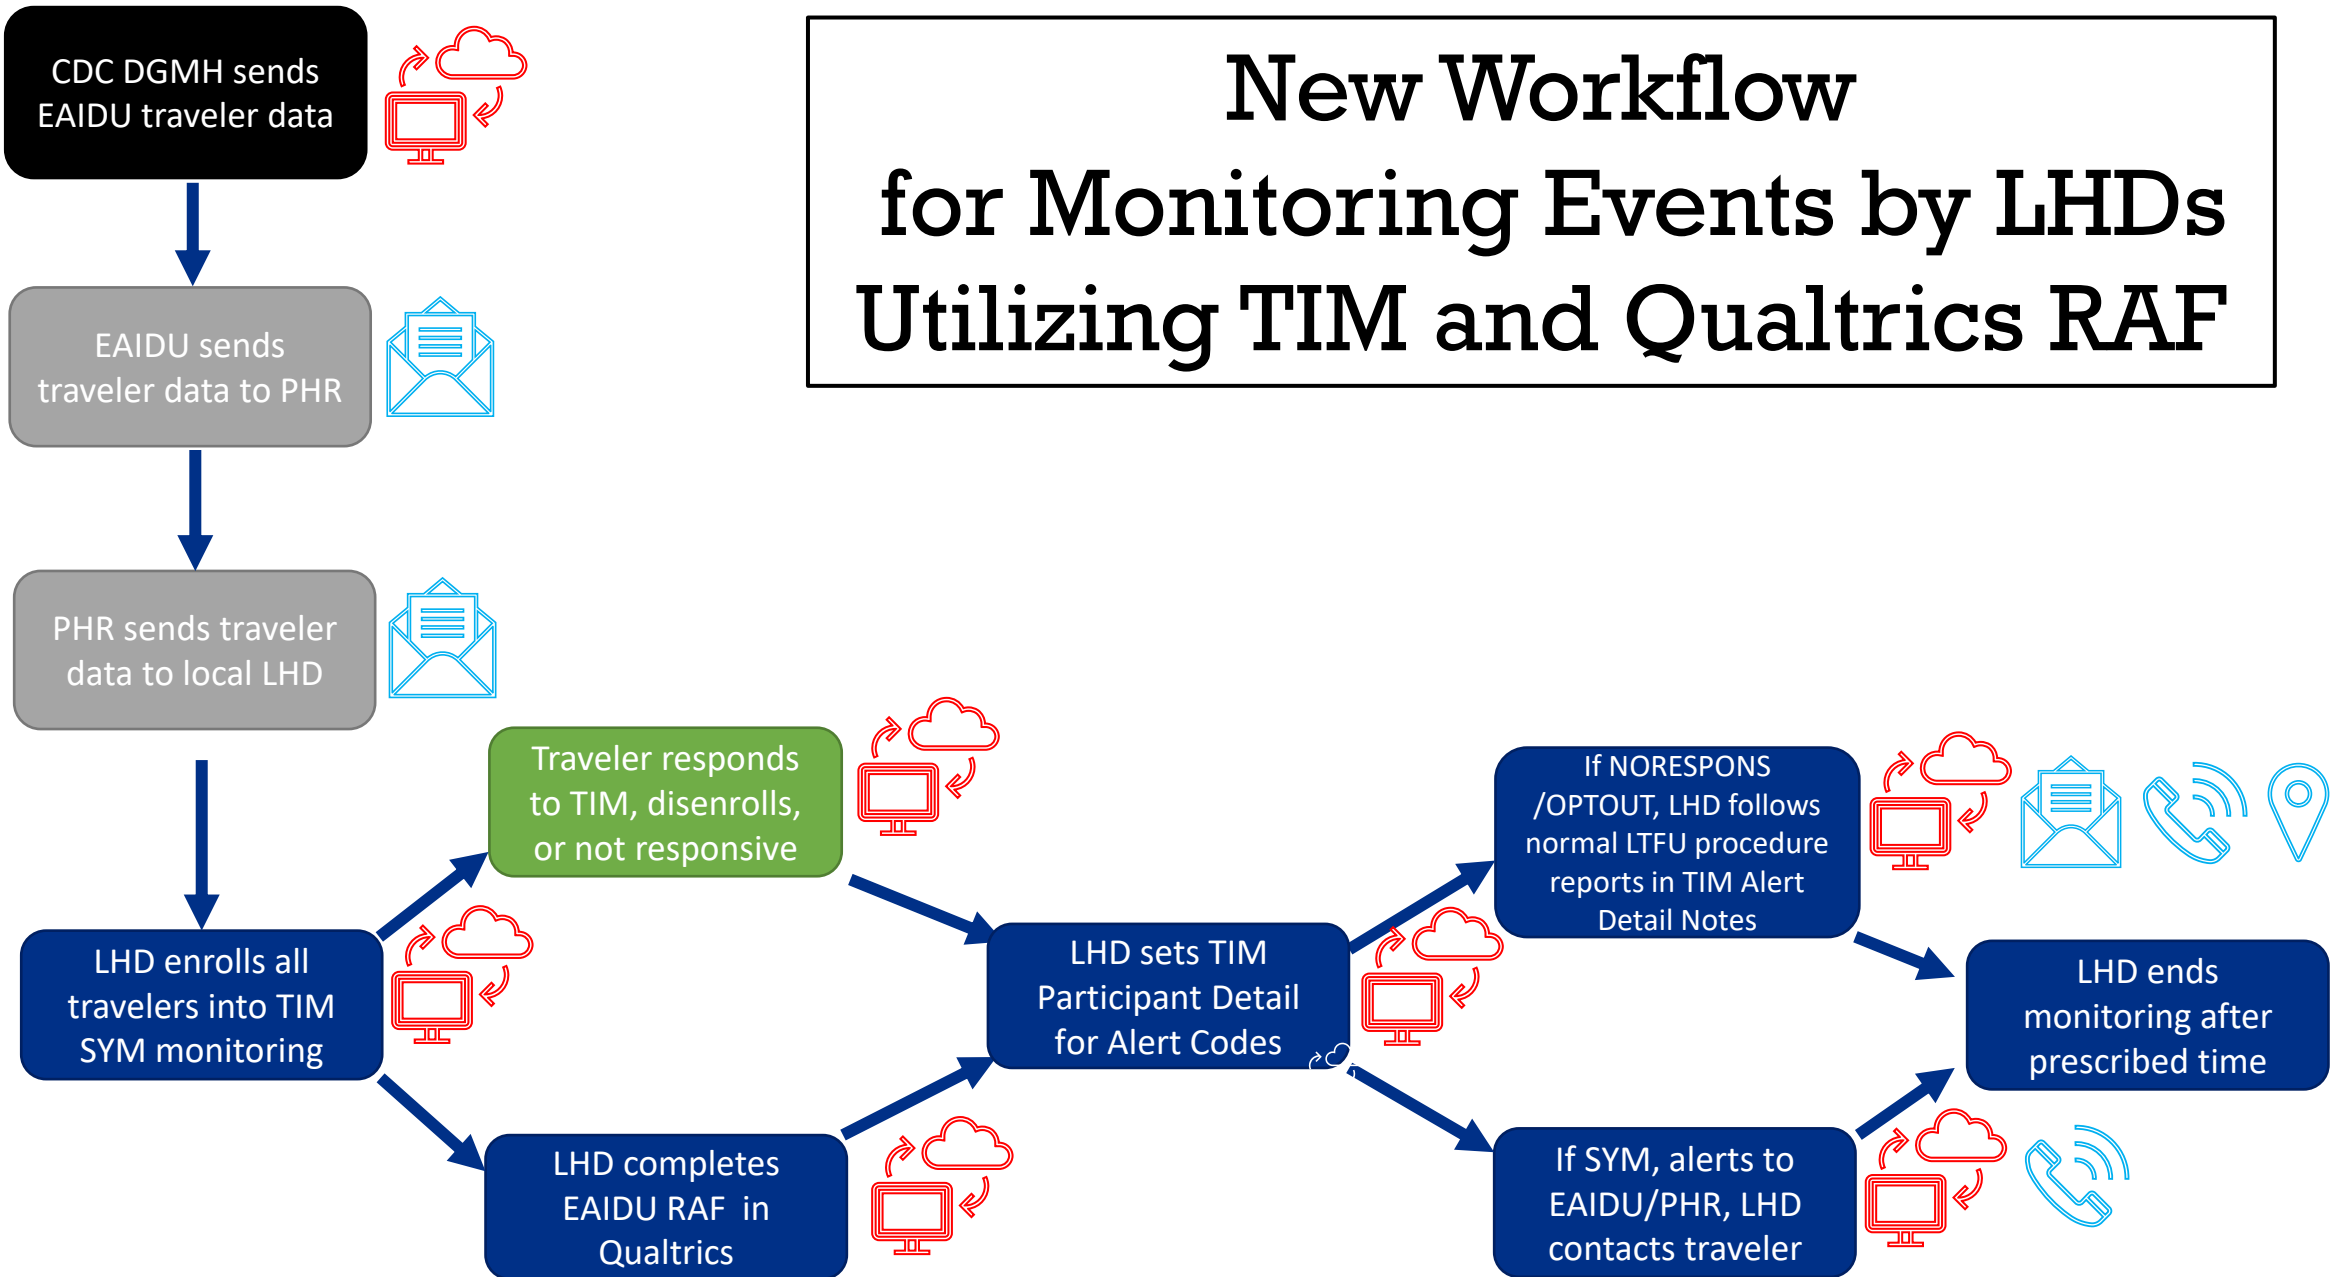 New Workflow
for Monitoring Events by LHDs
Utilizing TIM and Qualtrics RAF
CDC DGMH sends
EAIDU traveler data
EAIDU sends
traveler data to PHR
PHR sends traveler
data to local LHD
LHD enrolls all
travelers into TIM
SYM monitoring
Traveler responds
to TIM, disenrolls,
or not responsive
LHD completes
EAIDU RAF in
Qualtrics
LHD sets TIM
Participant Detail
for Alert Codes
If NORESPONS
/OPTOUT, LHD follows
normal LTFU procedure
reports in TIM Alert
Detail Notes
If SYM, alerts to
EAIDU/PHR, LHD
contacts traveler
LHD ends
monitoring after
prescribed time